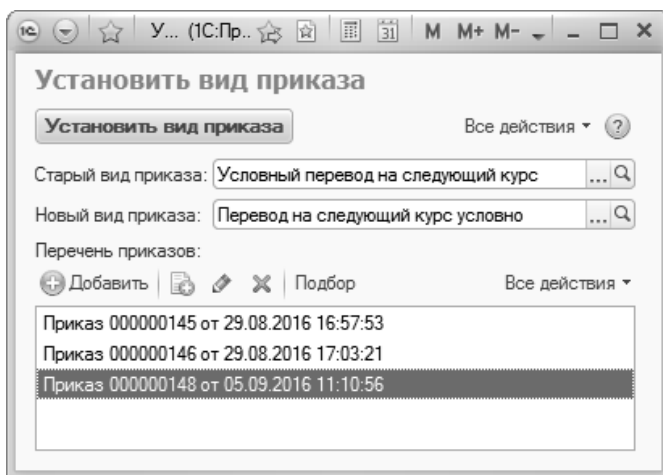 1С У... (1С:Пр.. 31 M M+ M-
Установить вид приказа
Установить вид приказа Все действия ?
Старый вид приказа: Условный перевод на следующий курс ...
Новый вид приказа: Перевод на следующий курс условно ...
Перечень приказов:
Добавить Подбор Все действия
Приказ 000000145 от 29.08.2016 16:57:53
Приказ 000000146 от 29.08.2016 17:03:21
Приказ 000000148 от 05.09.2016 11:10:56